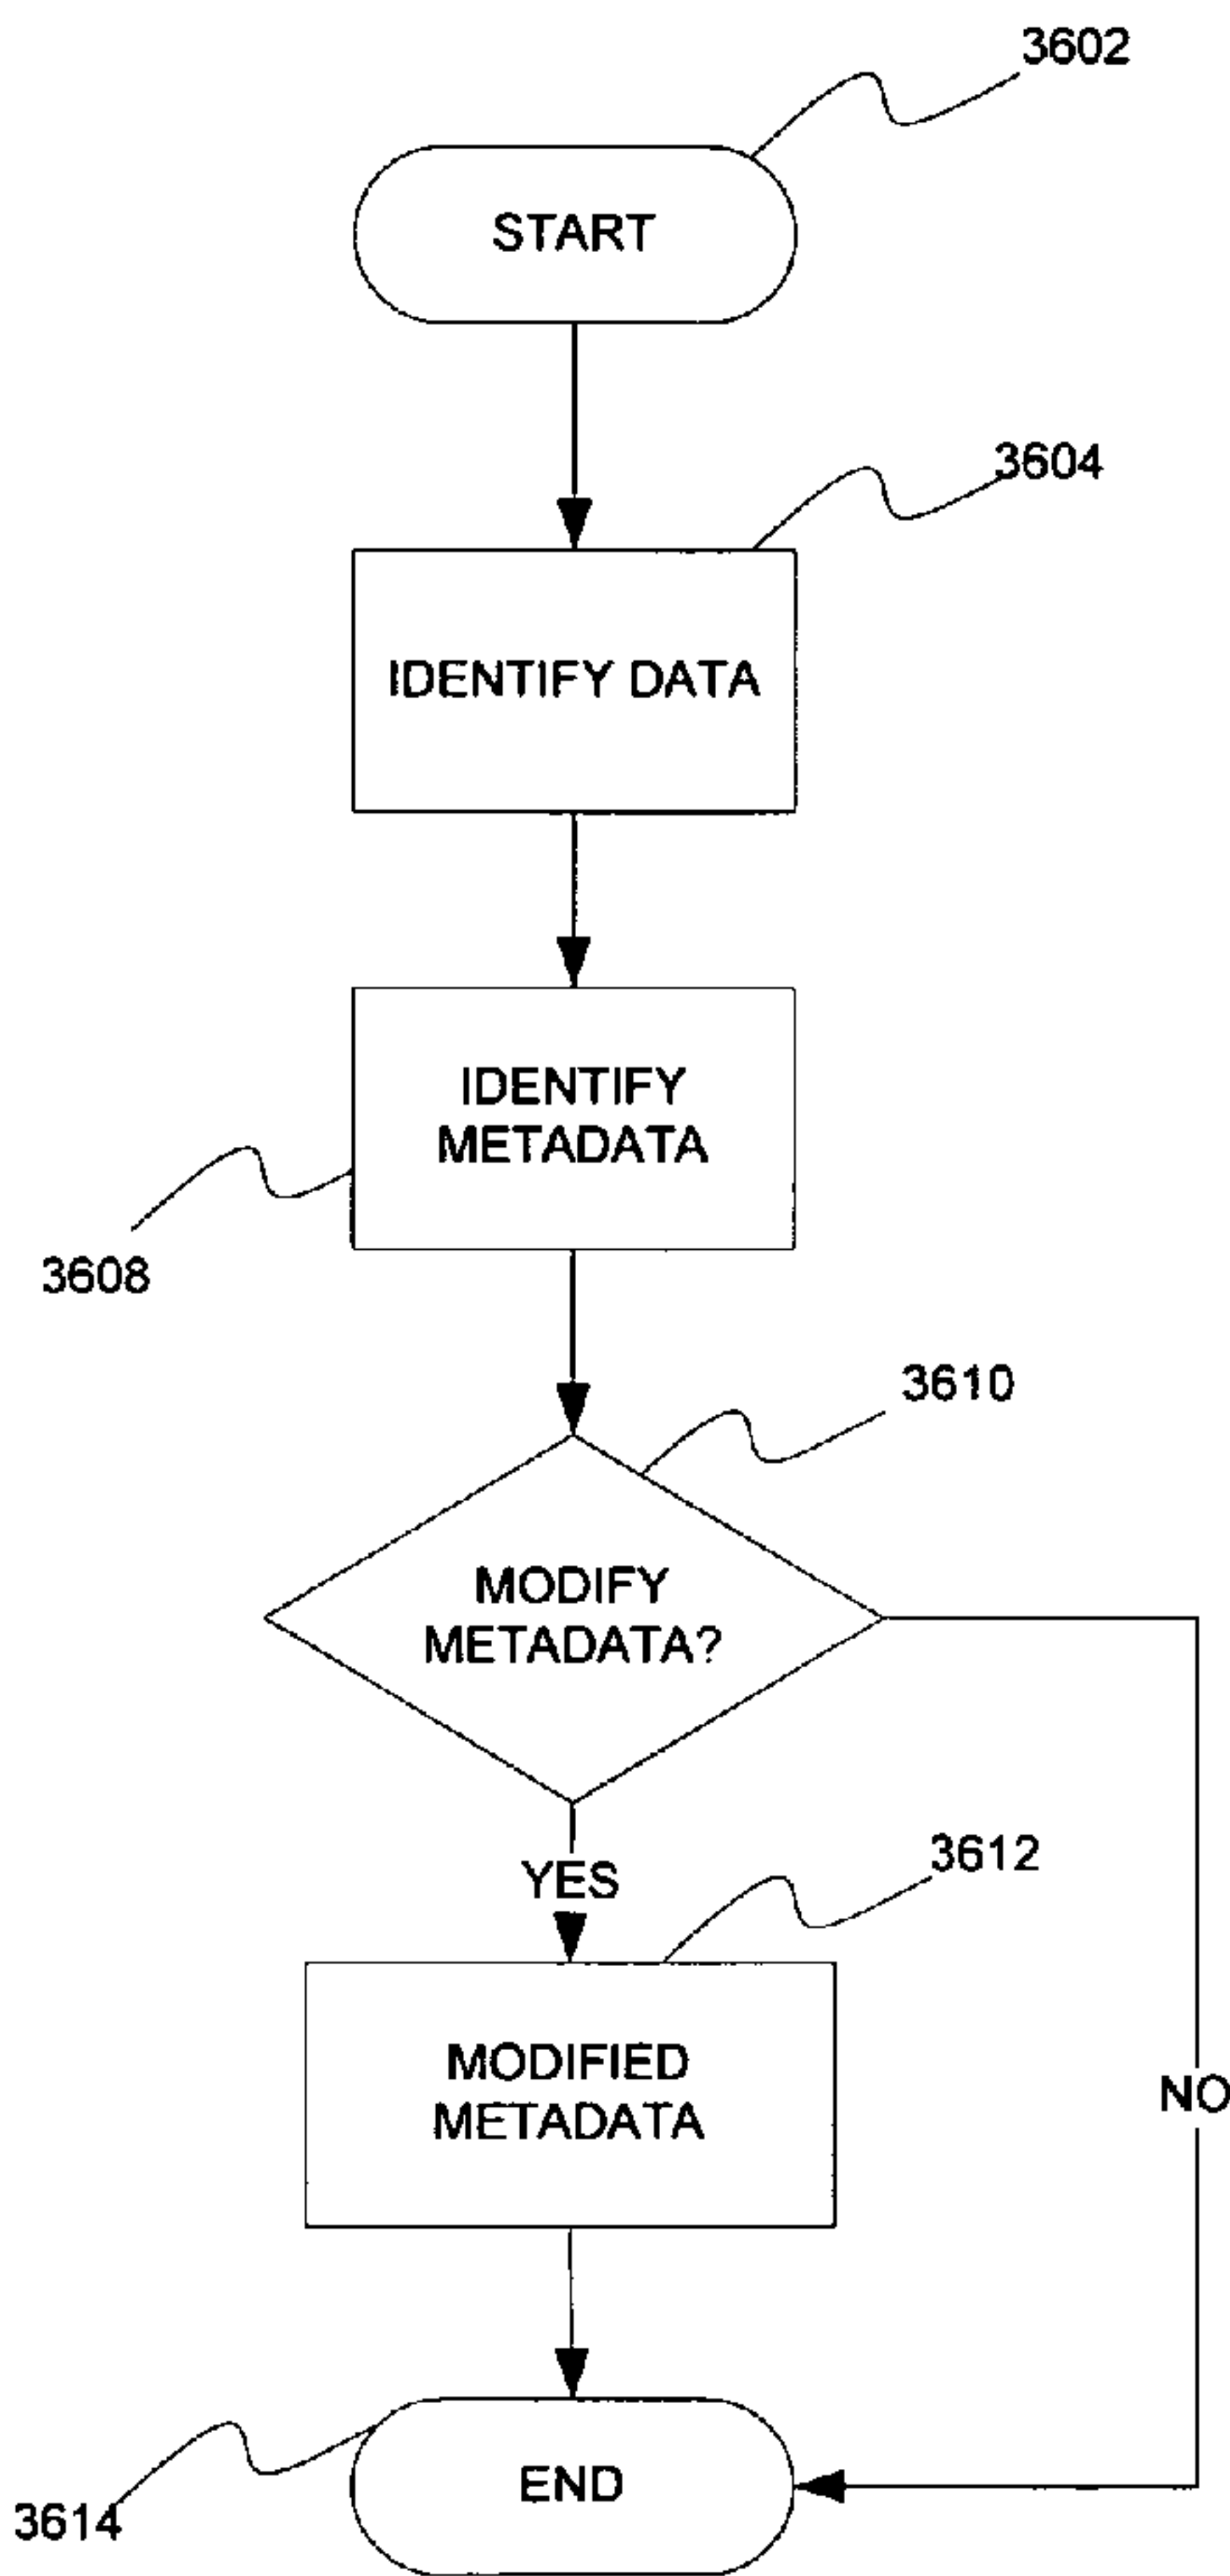 3602
START
3604
IDENTIFY DATA
IDENTIFY
METADATA
3608
3610
MODIFY
METADATA?
YES
3612
MODIFIED
METADATA
NO
END
3614